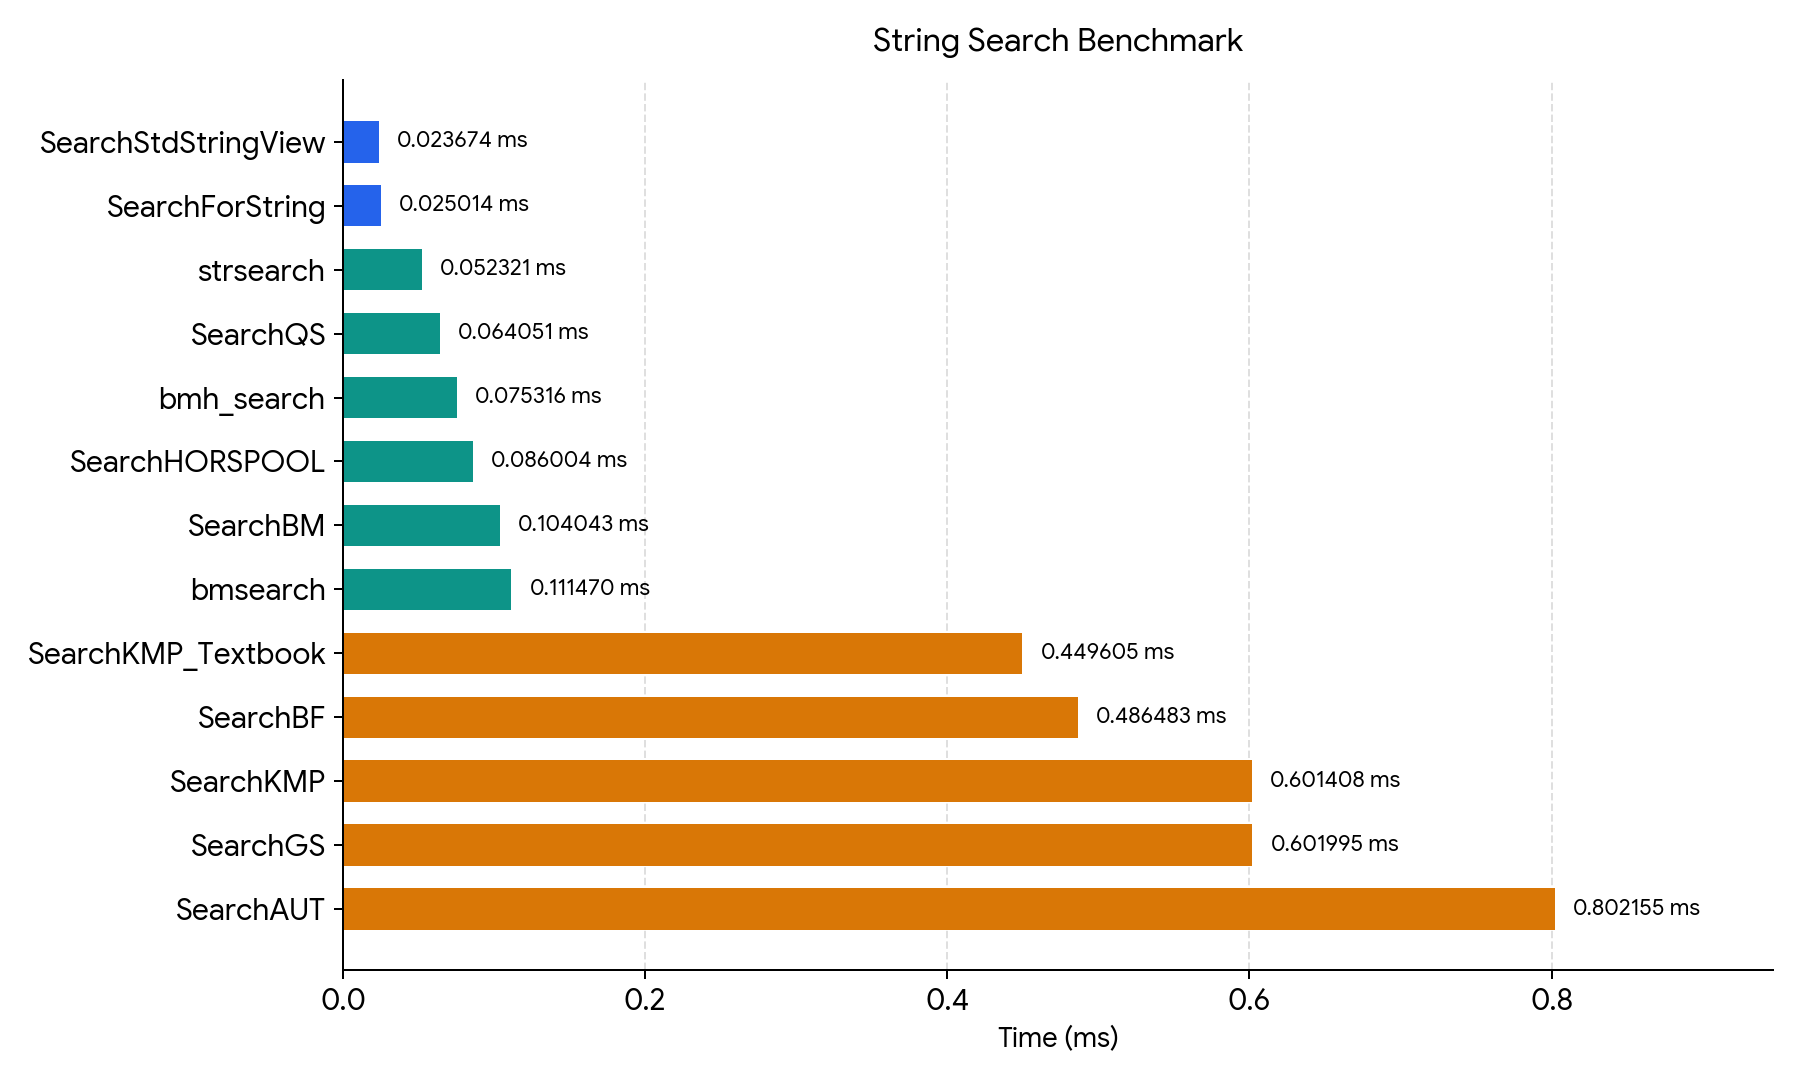 String Search Benchmark
SearchStdStringView 0.023674 ms
SearchForString 0.025014 ms
strsearch 0.052321 ms
SearchQS 0.064051 ms
bmh_search 0.075316 ms
SearchHORSPOOL 0.086004 ms
SearchBM 0.104043 ms
bmsearch 0.111470 ms
SearchKMP_Textbook 0.449605 ms
SearchBF 0.486483 ms
SearchKMP 0.601408 ms
SearchGS 0.601995 ms
SearchAUT 0.802155 ms
0.0 0.2 0.4 0.6 0.8
Time (ms)